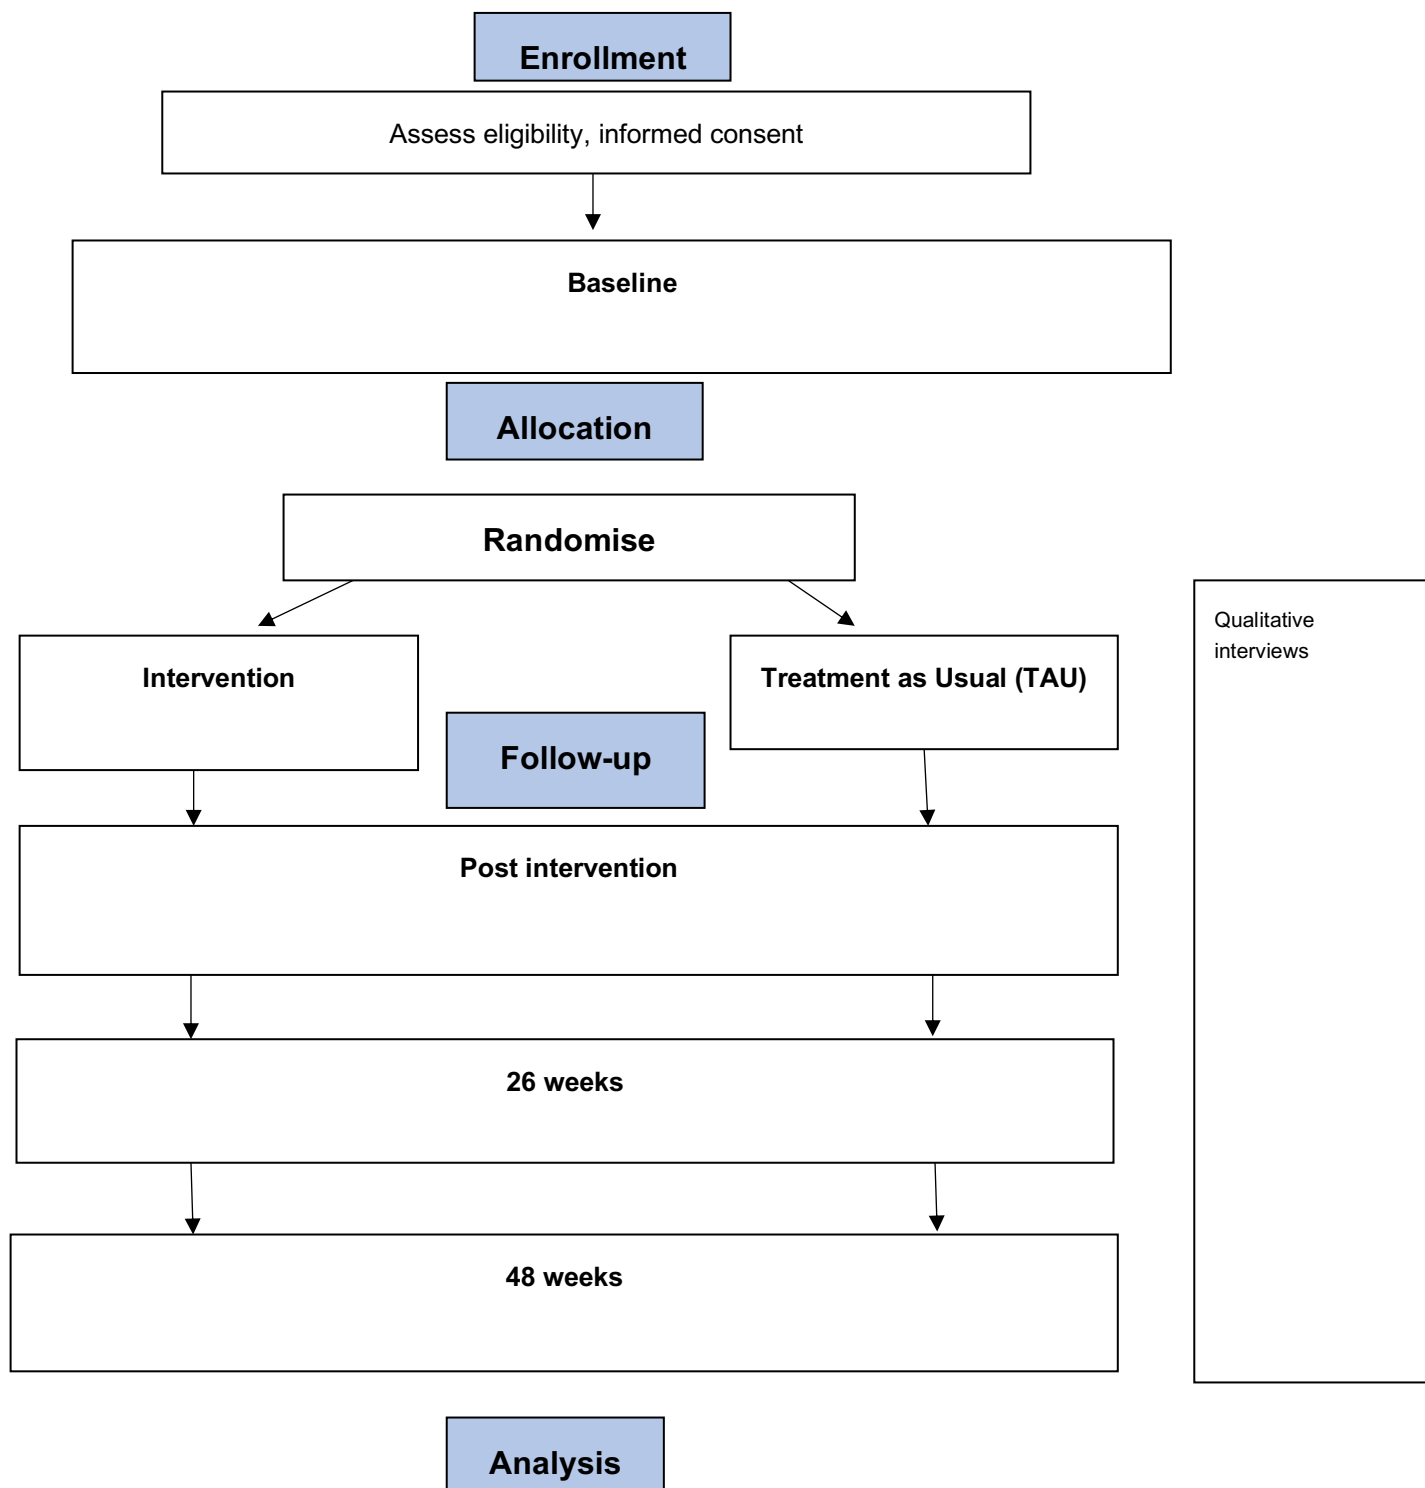 Enrollment
Assess eligibility, informed consent
Baseline
Allocation
Randomise
Intervention
Treatment as Usual (TAU)
Follow-up
Qualitative
interviews
Post intervention
26 weeks
48 weeks
Analysis